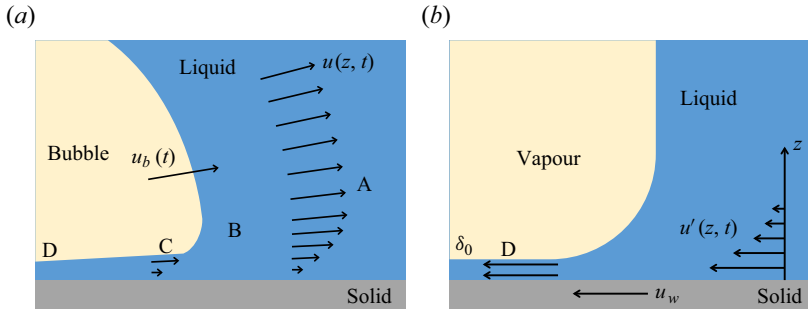 (a)
Liquid
u(z, t)
Bubble
u_b (t)
A
B
D
C
Solid
(b)
Liquid
z
Vapour
u′(z, t)
δ_0
D
u_w
Solid